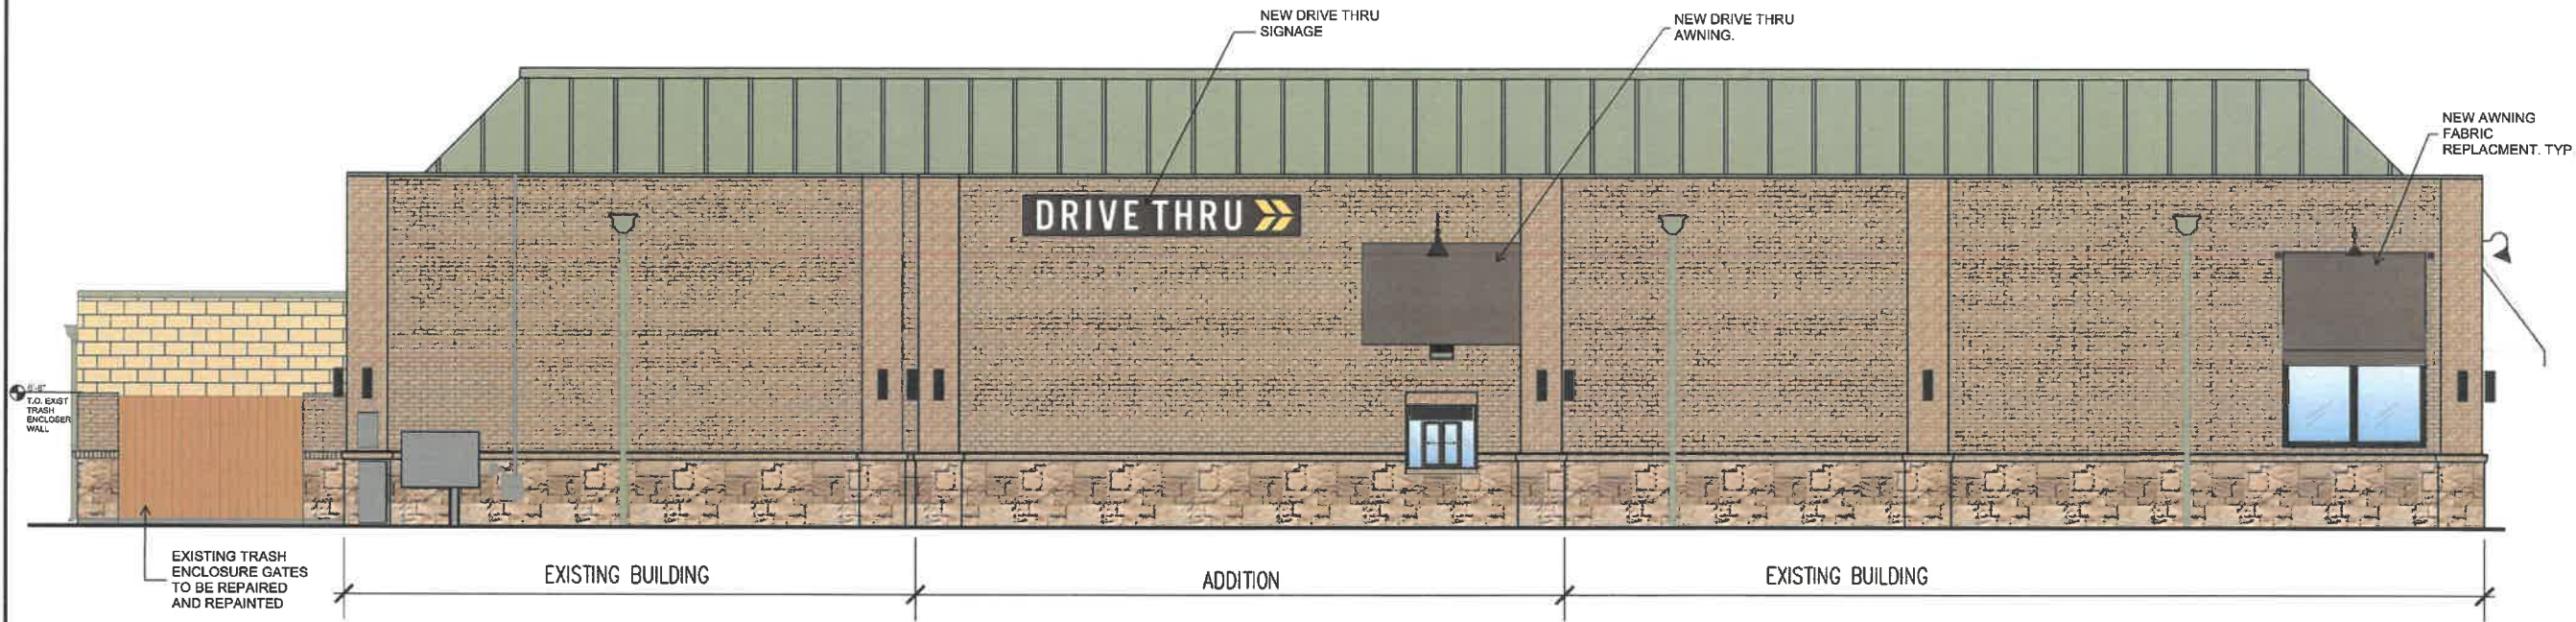 NEW DRIVE THRU
SIGNAGE
NEW DRIVE THRU
AWNING.
NEW AWNING
FABRIC
REPLACMENT. TYP
DRIVE THRU
T.O. EXIST
TRASH
ENCLOSER
WALL
EXISTING TRASH
ENCLOSURE GATES
TO BE REPAIRED
AND REPAINTED
EXISTING BUILDING
ADDITION
EXISTING BUILDING